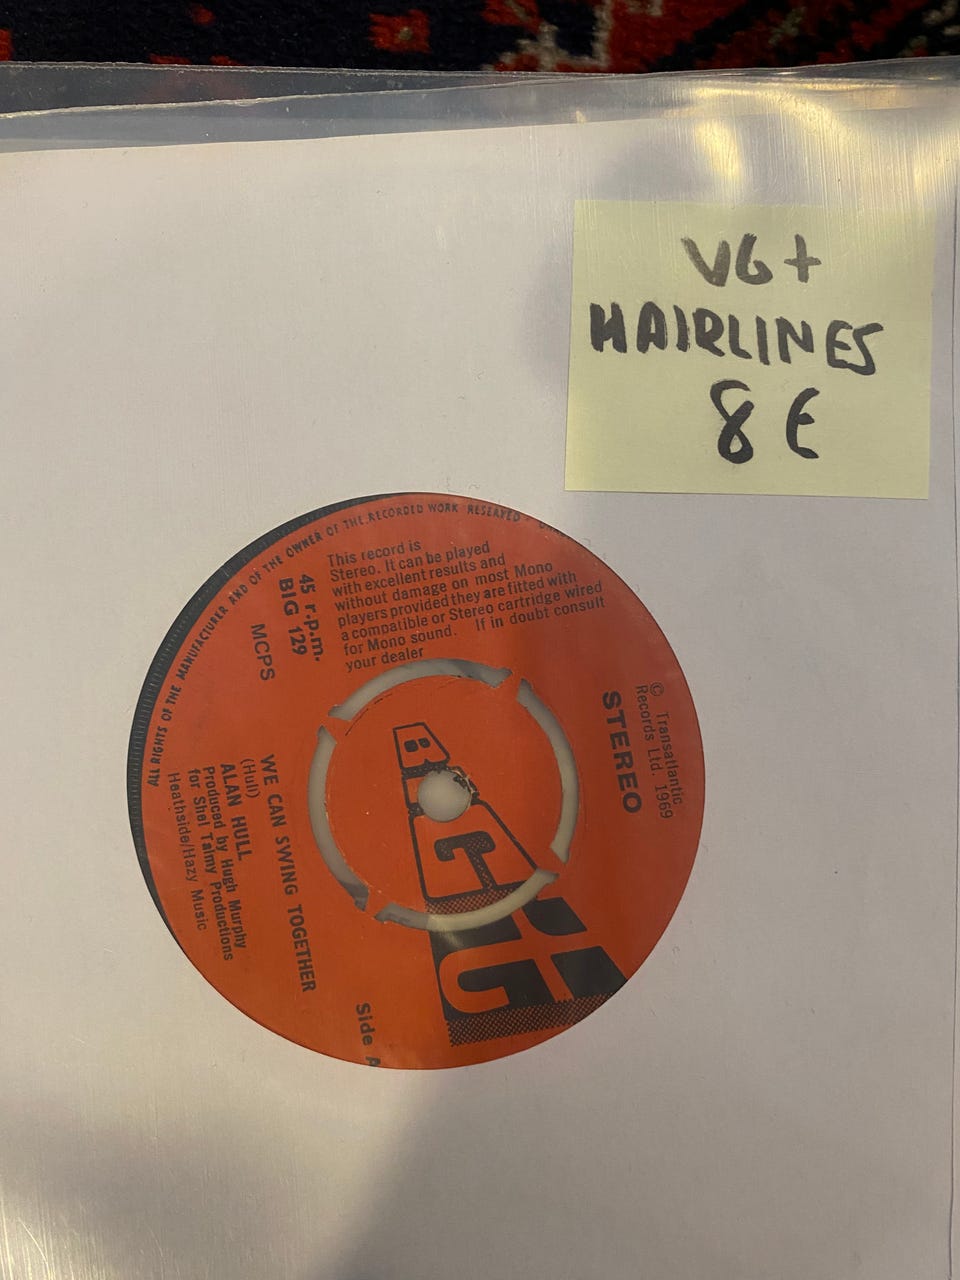 VG+
HAIRLINES
8 €
ALL RIGHTS OF THE MANUFACTURER AND OF THE OWNER OF THE RECORDED WORK RESERVED
This record is
Stereo. It can be played
with excellent results and
without damage on most Mono
players provided they are fitted with
a compatible or Stereo cartridge wired
for Mono sound. If in doubt consult
your dealer
45 r.p.m.
BIG 129
MCPS
STEREO
© Transatlantic
Records Ltd. 1969
BIG
T
WE CAN SWING TOGETHER
(Hull)
ALAN HULL
Produced by Hugh Murphy
for Shel Talmy Productions
Heathside/Hazy Music
Side A